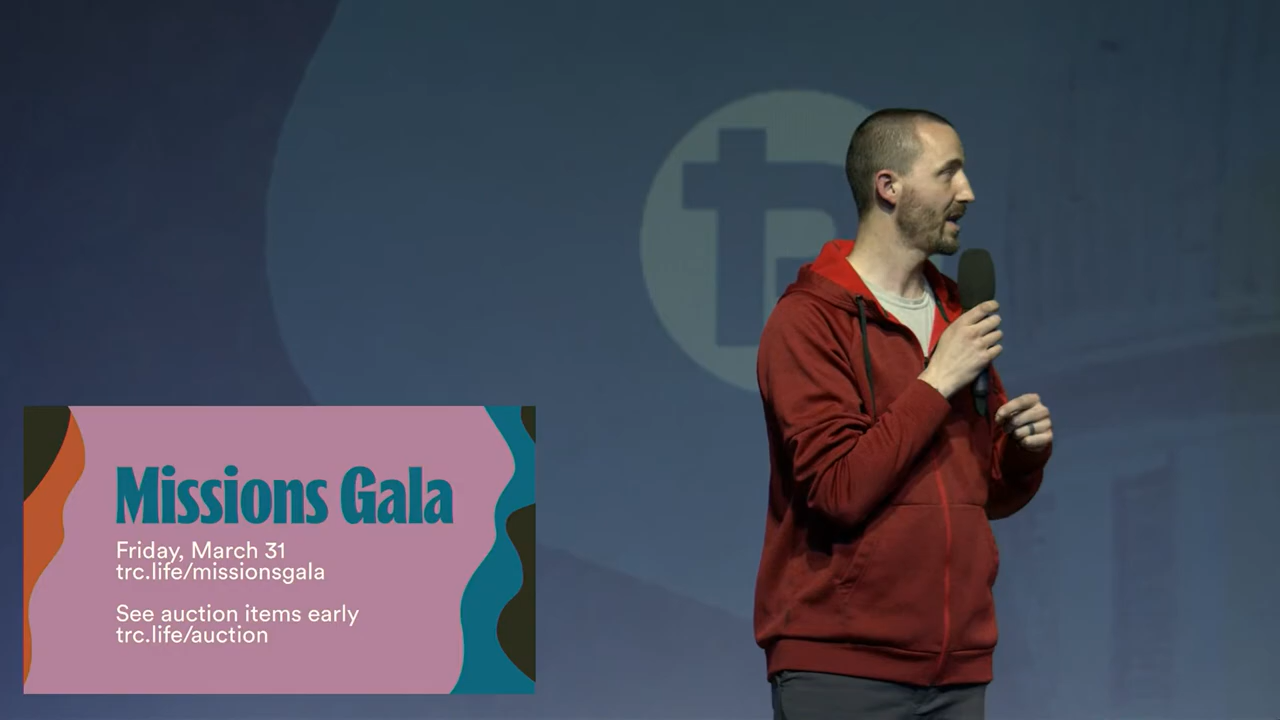 Missions Gala
Friday, March 31
trc.life/missionsgala
See auction items early
trc.life/auction